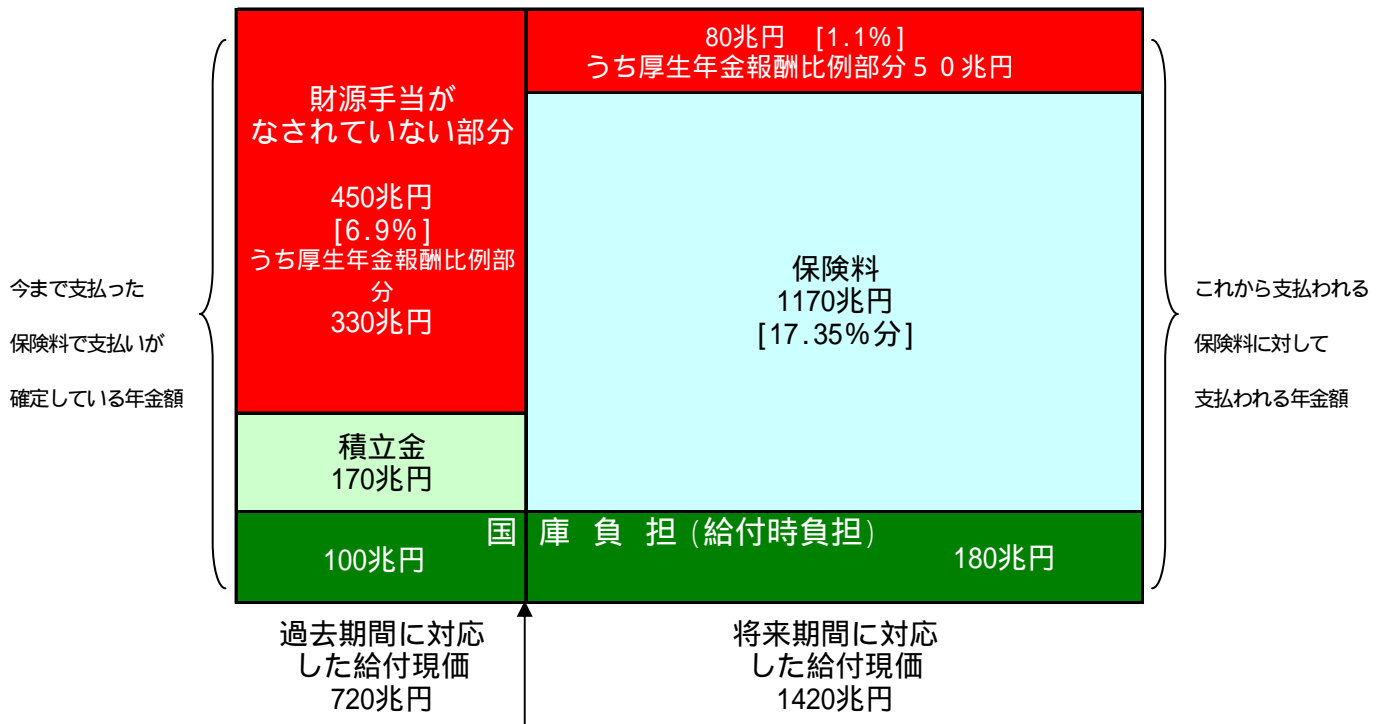 財源手当が
なされていない部分
450兆円
[6.9%]
うち厚生年金報酬比例部
分
330兆円
80兆円 [1.1%]
うち厚生年金報酬比例部分50兆円
保険料
1170兆円
[17.35%分]
今まで支払った
保険料で支払いが
確定している年金額
これから支払われる
保険料に対して
支払われる年金額
積立金
170兆円
国庫負担(給付時負担)
100兆円
180兆円
過去期間に対応
した給付現価
720兆円
将来期間に対応
した給付現価
1420兆円